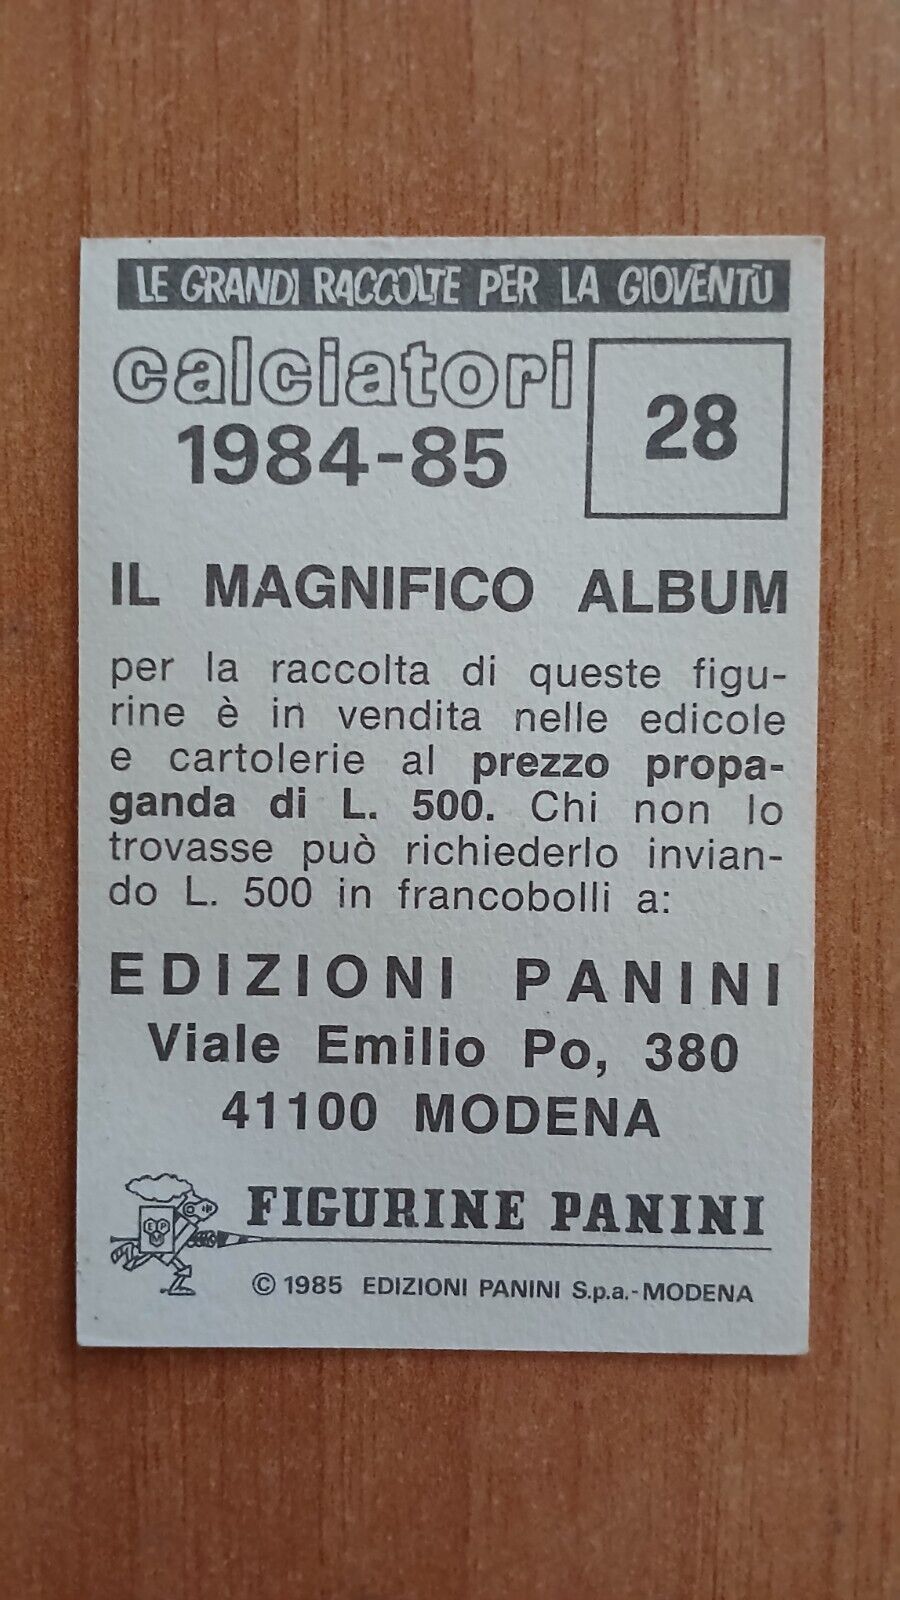 LE GRANDI RACCOLTE PER LA GIOVENTÙ
calciatori
1984-85
28
IL MAGNIFICO ALBUM
per la raccolta di queste figu-
rine è in vendita nelle edicole
e cartolerie al prezzo propa-
ganda di L. 500. Chi non lo
trovasse può richiederlo invian-
do L. 500 in francobolli a:
EDIZIONI PANINI
Viale Emilio Po, 380
41100 MODENA
EPM
FIGURINE PANINI
© 1985 EDIZIONI PANINI S.p.a.-MODENA